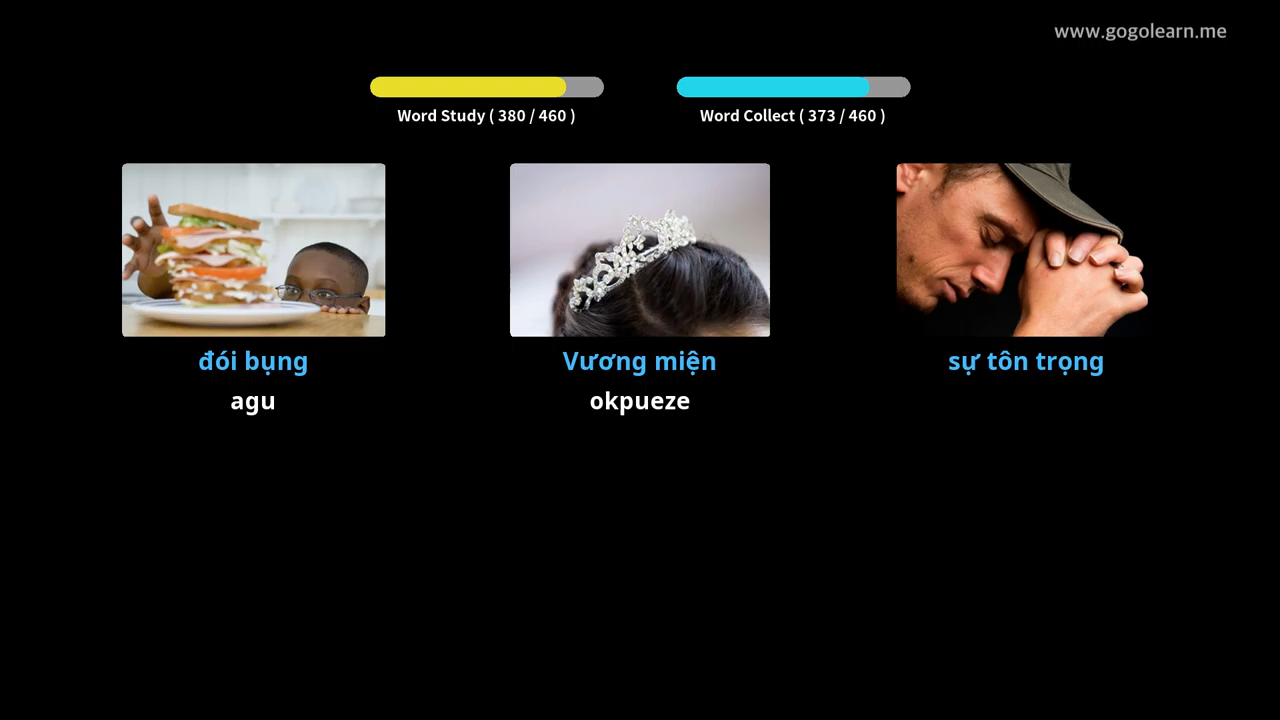 www.gogolearn.me
Word Study ( 380 / 460 )
Word Collect ( 373 / 460 )
đói bụng
Vương miện
sự tôn trọng
agu
okpueze